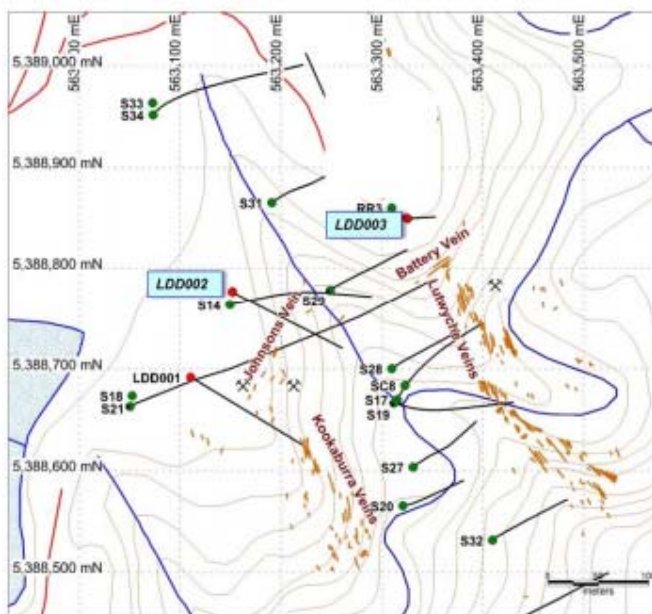 563,100 mE
563,200 mE
563,300 mE
563,400 mE
563,500 mE
5,389,000 mN
S33
S34
5,388,900 mN
S31
RR3
LDD003
5,388,800 mN
Battery Vein
LDD002
S14
S29
Lutwyche Veins
Johnsons Vein
5,388,700 mN
S28
LDD001
SC8
S18
S17
S21
S19
Kookaburra Veins
5,388,600 mN
S27
S20
S32
5,388,500 mN
meters